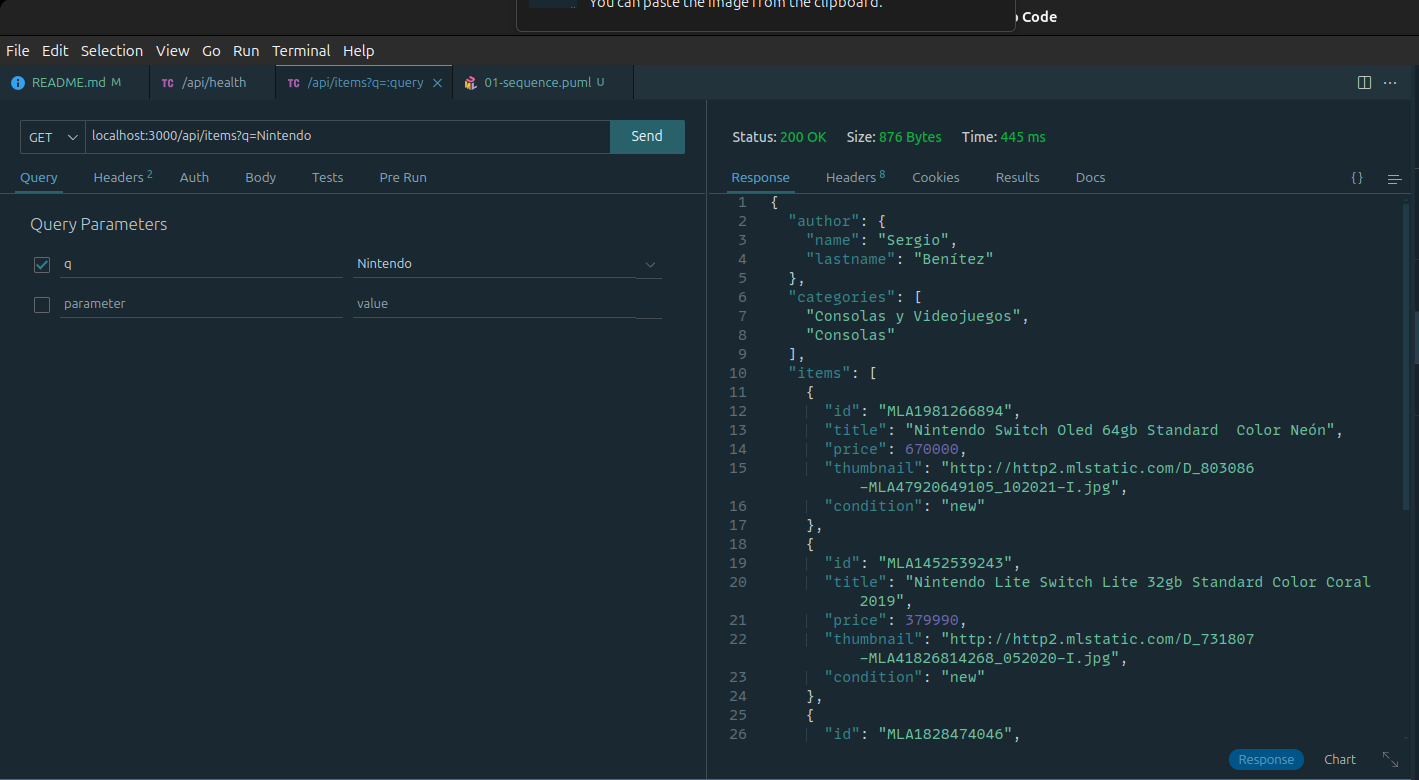 You can paste the image from the clipboard.
Code
File Edit Selection View Go Run Terminal Help
README.md M
TC /api/health
TC /api/items?q=:query
01-sequence.puml U
GET localhost:3000/api/items?q=Nintendo Send
Query Headers 2 Auth Body Tests Pre Run
Query Parameters
q Nintendo
parameter value
Status: 200 OK Size: 876 Bytes Time: 445 ms
Response Headers 8 Cookies Results Docs {}
1 {
2 "author": {
3 "name": "Sergio",
4 "lastname": "Benítez"
5 },
6 "categories": [
7 "Consolas y Videojuegos",
8 "Consolas"
9 ],
10 "items": [
11 {
12 "id": "MLA1981266894",
13 "title": "Nintendo Switch Oled 64gb Standard  Color Neón",
14 "price": 670000,
15 "thumbnail": "http://http2.mlstatic.com/D_803086
-MLA47920649105_102021-I.jpg",
16 "condition": "new"
17 },
18 {
19 "id": "MLA1452539243",
20 "title": "Nintendo Lite Switch Lite 32gb Standard Color Coral
2019",
21 "price": 379990,
22 "thumbnail": "http://http2.mlstatic.com/D_731807
-MLA41826814268_052020-I.jpg",
23 "condition": "new"
24 },
25 {
26 "id": "MLA1828474046",
Response Chart